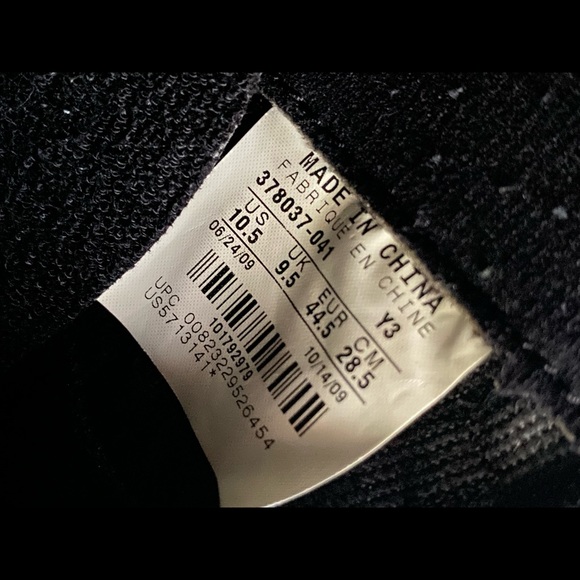 MADE IN CHINA
FABRIQUE EN CHINE
378037-041 Y3
US UK EUR CM
10.5 9.5 44.5 28.5
06/24/09 10/14/09
101792979
UPC 00823229526454
US5713141*